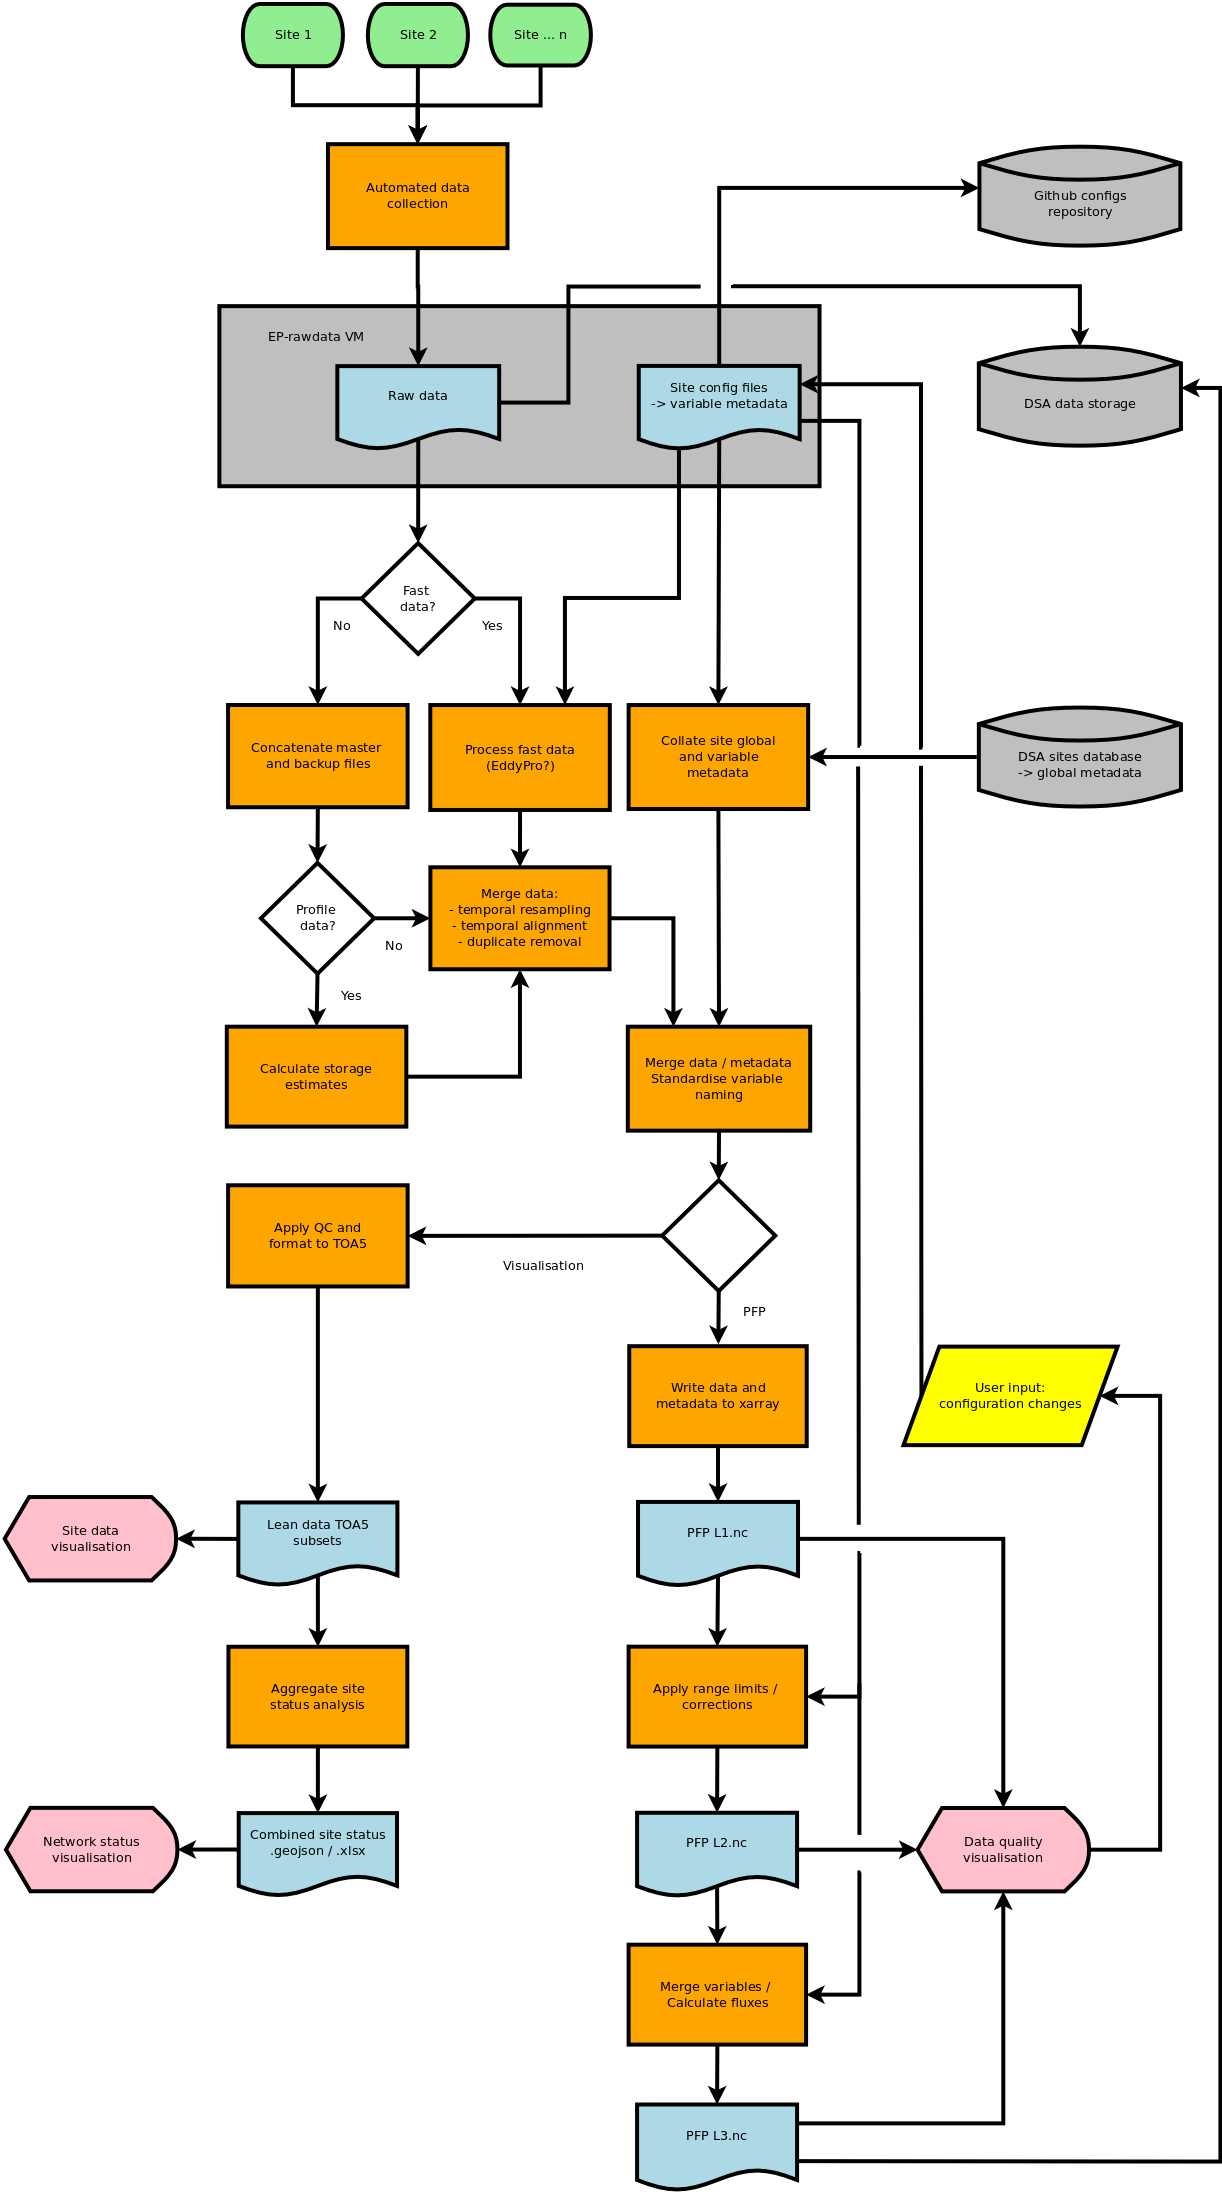 Site 1
Site 2
Site ... n
Automated data
collection
Github configs
repository
EP-rawdata VM
Raw data
Site config files
-> variable metadata
DSA data storage
Fast
data?
No
Yes
Concatenate master
and backup files
Process fast data
(EddyPro?)
Collate site global
and variable
metadata
DSA sites database
-> global metadata
Profile
data?
No
Yes
Merge data:
- temporal resampling
- temporal alignment
- duplicate removal
Calculate storage
estimates
Merge data / metadata
Standardise variable
naming
Apply QC and
format to TOA5
Visualisation
PFP
Write data and
metadata to xarray
User input:
configuration changes
Site data
visualisation
Lean data TOA5
subsets
PFP L1.nc
Aggregate site
status analysis
Apply range limits /
corrections
Network status
visualisation
Combined site status
.geojson / .xlsx
PFP L2.nc
Data quality
visualisation
Merge variables /
Calculate fluxes
PFP L3.nc